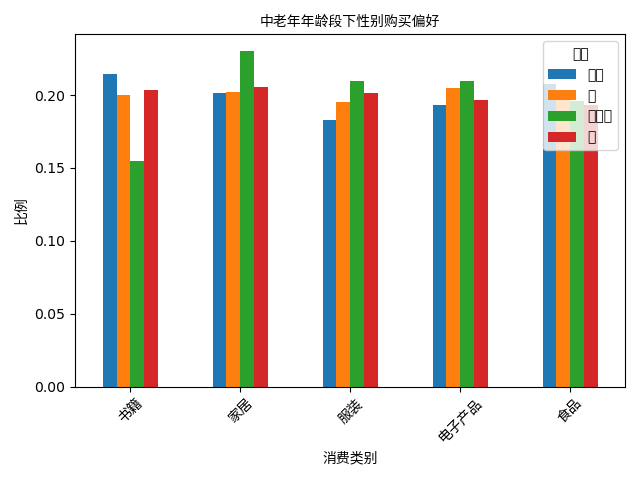 中老年年龄段下性别购买偏好
比例
0.20
0.15
0.10
0.05
0.00
书籍
家居
服装
电子产品
食品
消费类别